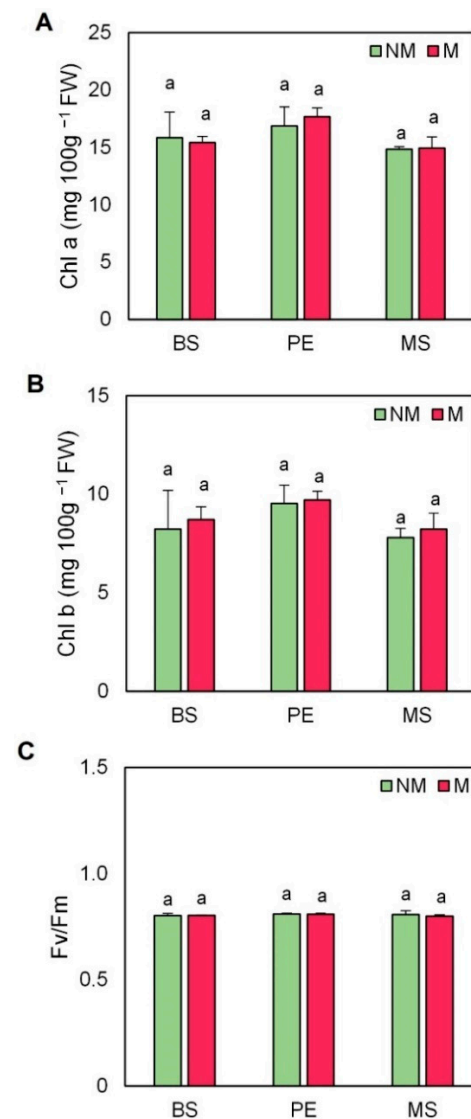 A
25
20
15
10
5
0
Chl a (mg 100g ⁻¹ FW)
NM M
a a a a a a
BS PE MS
B
15
10
5
0
Chl b (mg 100g ⁻¹ FW)
NM M
a a a a a a
BS PE MS
C
1.5
1.0
0.5
0
Fv/Fm
NM M
a a a a a a
BS PE MS